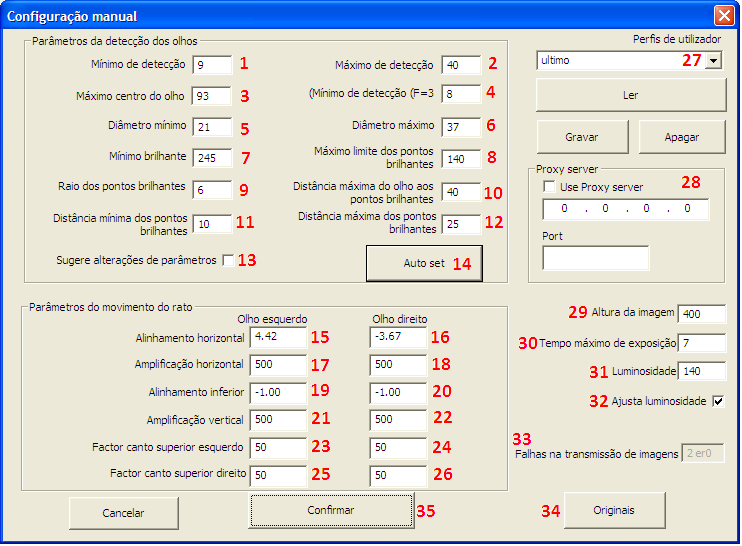 Configuração manual
Parâmetros da detecção dos olhos
Mínimo de detecção 9 1
Máximo de detecção 40 2
Máximo centro do olho 93 3
(Mínimo de detecção (F=3 8 4
Diâmetro mínimo 21 5
Diâmetro máximo 37 6
Mínimo brilhante 245 7
Máximo limite dos pontos
brilhantes 140 8
Raio dos pontos brilhantes 6 9
Distância máxima do olho aos
pontos brilhantes 40 10
Distância mínima dos pontos
brilhantes 10 11
Distância máxima dos pontos
brilhantes 25 12
Sugere alterações de parâmetros 13
Auto set 14
Perfis de utilizador
ultimo 27
Ler
Gravar Apagar
Proxy server
Use Proxy server 28
0 . 0 . 0 . 0
Port
Parâmetros do movimento do rato
Olho esquerdo Olho direito
Alinhamento horizontal 4.42 15 -3.67 16
Amplificação horizontal 500 17 500 18
Alinhamento inferior -1.00 19 -1.00 20
Amplificação vertical 500 21 500 22
Factor canto superior esquerdo 50 23 50 24
Factor canto superior direito 50 25 50 26
29 Altura da imagem 400
30 Tempo máximo de exposição 7
31 Luminosidade 140
32 Ajusta luminosidade
33
Falhas na transmissão de imagens 2 er0
Cancelar Confirmar 35 34 Originais